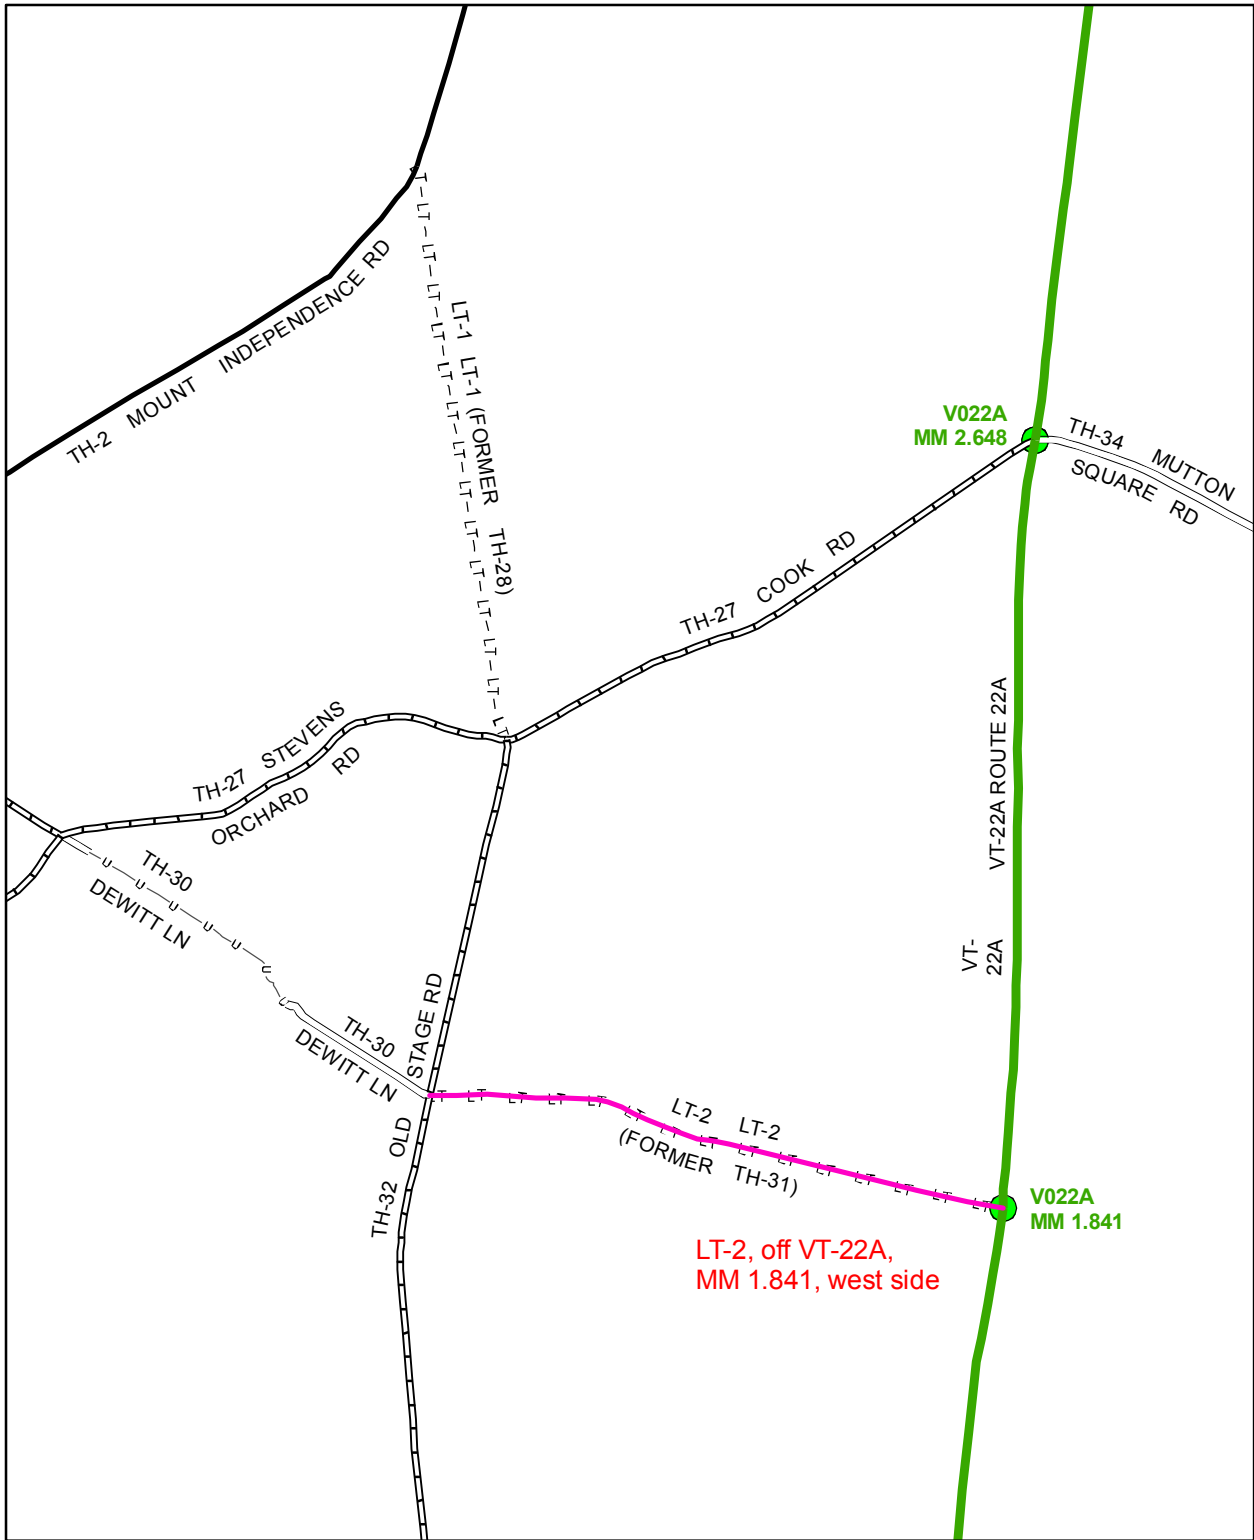 TH-2 MOUNT INDEPENDENCE RD
LT-1 LT-1 (FORMER TH-28)
V022A
MM 2.648
TH-34 MUTTON
SQUARE RD
TH-27 COOK RD
TH-27 STEVENS
ORCHARD RD
VT-22A ROUTE 22A
VT-
22A
TH-30
DEWITT LN
TH-30
DEWITT LN
TH-32 OLD STAGE RD
LT-2 LT-2
(FORMER TH-31)
V022A
MM 1.841
LT-2, off VT-22A,
MM 1.841, west side